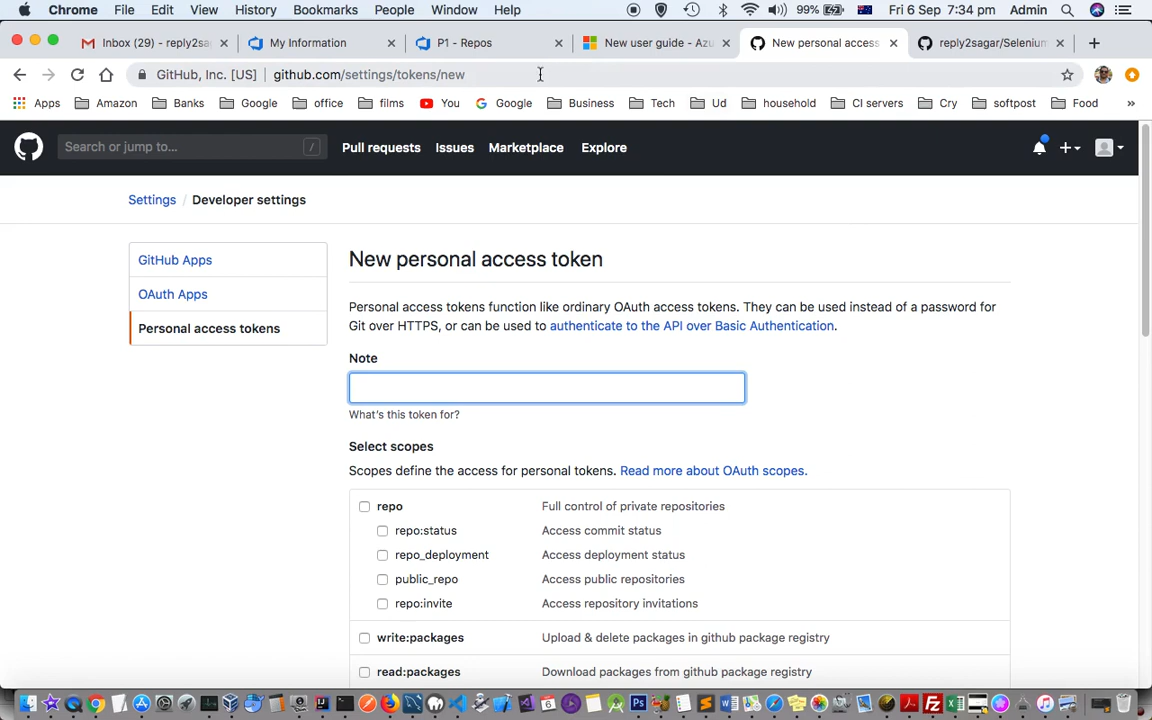 Chrome File Edit View History Bookmarks People Window Help 99% Fri 6 Sep 7:34 pm Admin
Inbox (29) - reply2sa × My Information × P1 - Repos × New user guide - Azu × New personal access × reply2sagar/Selenium × +
GitHub, Inc. [US] | github.com/settings/tokens/new
Apps Amazon Banks Google office films You Google Business Tech Ud household CI servers Cry softpost Food »
Search or jump to... / Pull requests Issues Marketplace Explore
Settings / Developer settings
GitHub Apps
OAuth Apps
Personal access tokens
New personal access token
Personal access tokens function like ordinary OAuth access tokens. They can be used instead of a password for
Git over HTTPS, or can be used to authenticate to the API over Basic Authentication.
Note
What's this token for?
Select scopes
Scopes define the access for personal tokens. Read more about OAuth scopes.
repo Full control of private repositories
repo:status Access commit status
repo_deployment Access deployment status
public_repo Access public repositories
repo:invite Access repository invitations
write:packages Upload & delete packages in github package registry
read:packages Download packages from github package registry